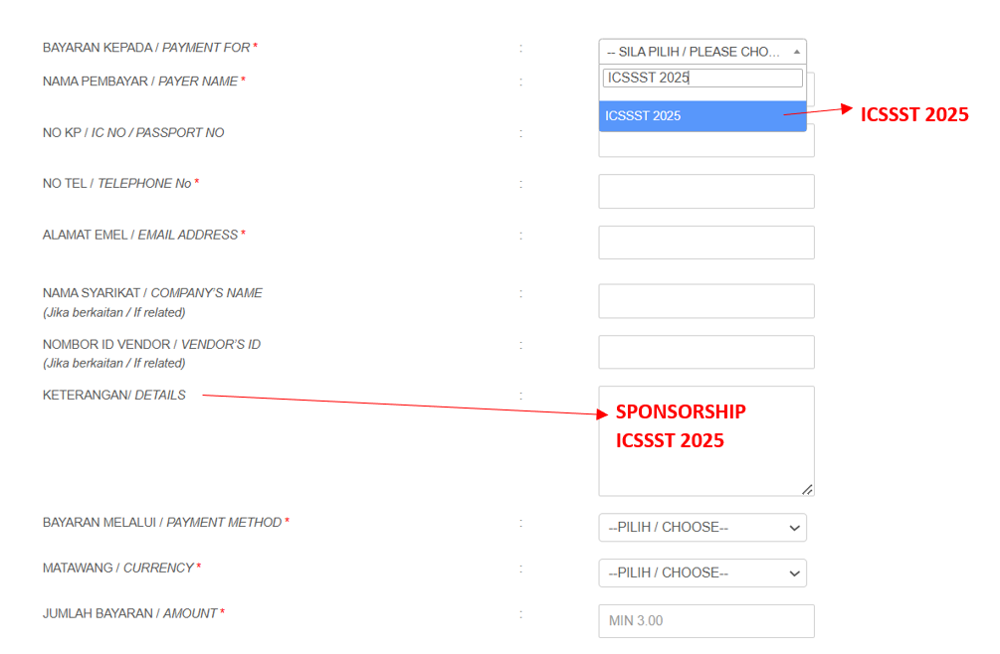 BAYARAN KEPADA / PAYMENT FOR * : -- SILA PILIH / PLEASE CHO...
NAMA PEMBAYAR / PAYER NAME * : ICSSST 2025
ICSSST 2025 ICSSST 2025
NO KP / IC NO / PASSPORT NO :
NO TEL / TELEPHONE No * :
ALAMAT EMEL / EMAIL ADDRESS * :
NAMA SYARIKAT / COMPANY'S NAME :
(Jika berkaitan / If related)
NOMBOR ID VENDOR / VENDOR'S ID :
(Jika berkaitan / If related)
KETERANGAN/ DETAILS :
SPONSORSHIP
ICSSST 2025
BAYARAN MELALUI / PAYMENT METHOD * : --PILIH / CHOOSE--
MATAWANG / CURRENCY * : --PILIH / CHOOSE--
JUMLAH BAYARAN / AMOUNT * : MIN 3.00